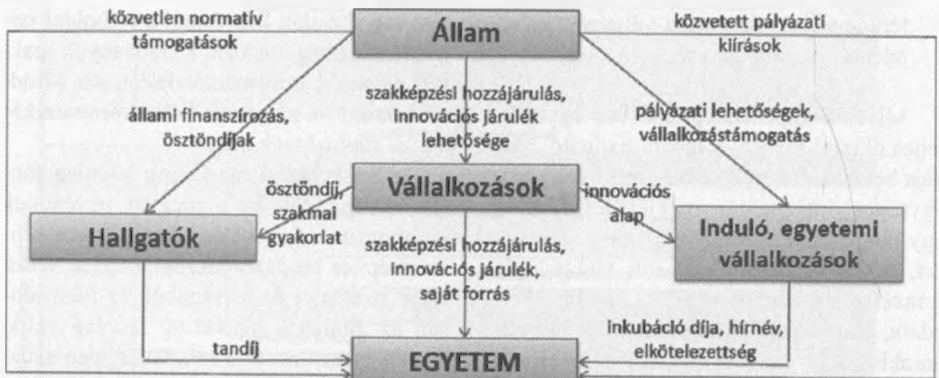 közvetlen normatív
támogatások
Állam
közvetett pályázati
kiírások
állami finanszírozás,
ösztöndíjak
szakképzési hozzájárulás,
innovációs járulék
lehetősége
pályázati lehetőségek,
vállalkozástámogatás
Hallgatók
ösztöndíj,
szakmai
gyakorlat
Vállalkozások
innovációs
alap
Induló, egyetemi
vállalkozások
szakképzési hozzájárulás,
innovációs járulék,
saját forrás
tandíj
EGYETEM
inkubáció díja, hírnév,
elkötelezettség